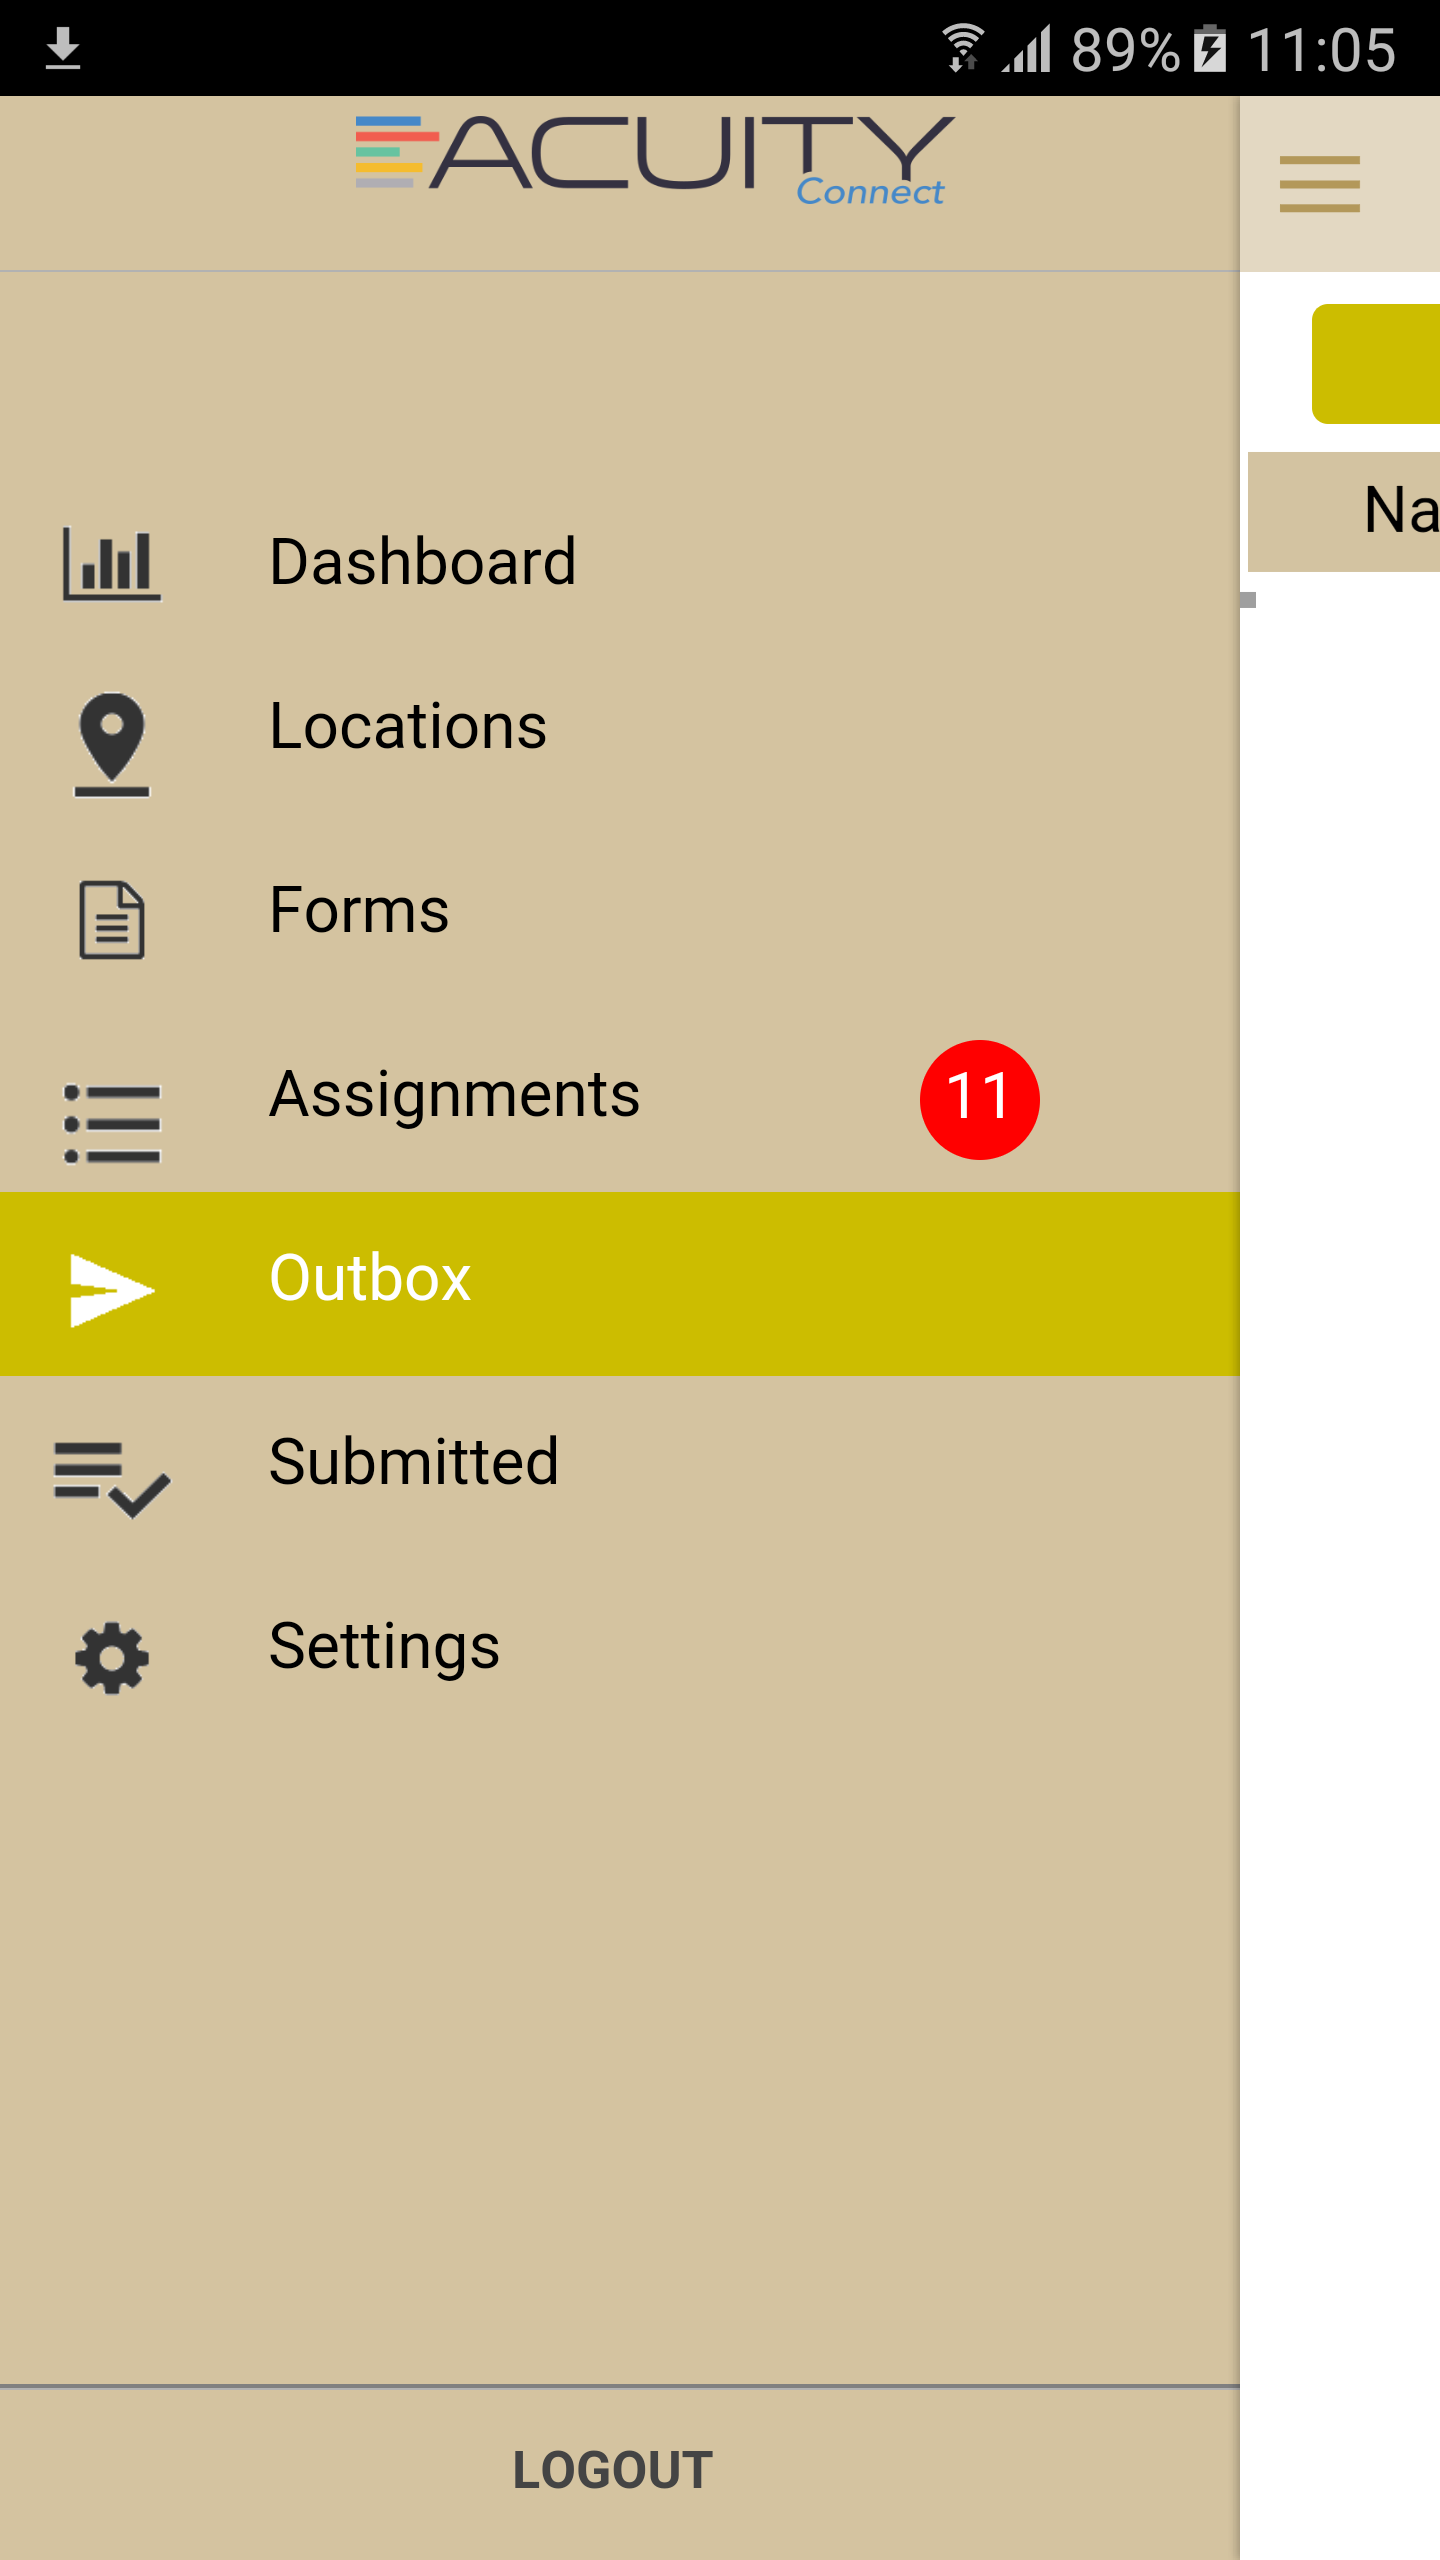 89% 11:05
ACUITY
Connect
Na
Dashboard
Locations
Forms
Assignments 11
Outbox
Submitted
Settings
LOGOUT